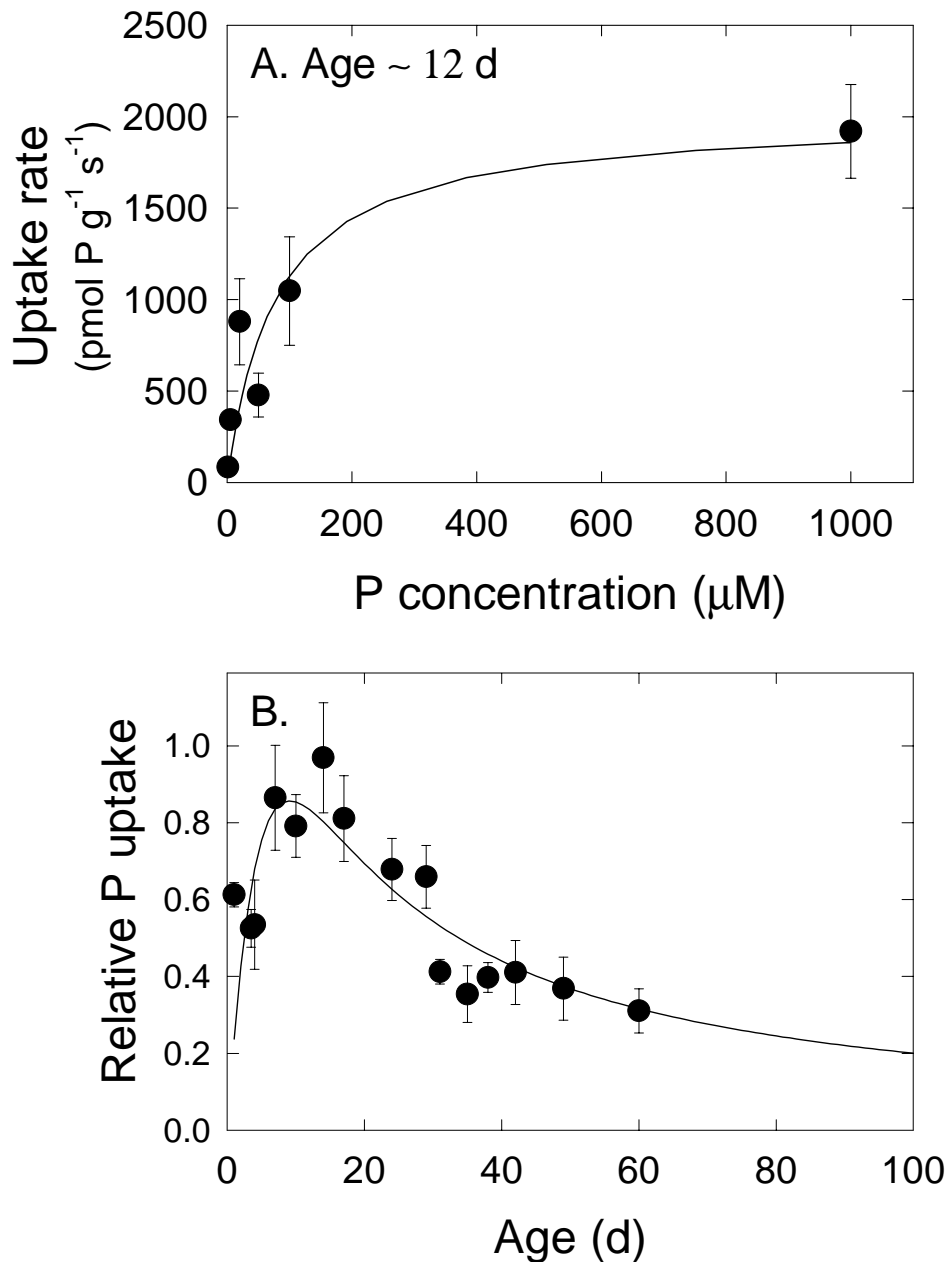 2500
A. Age ~ 12 d
2000
1500
1000
500
0
Uptake rate
(pmol P g⁻¹ s⁻¹)
0 200 400 600 800 1000
P concentration (μM)
B.
1.0
0.8
0.6
0.4
0.2
0.0
Relative P uptake
0 20 40 60 80 100
Age (d)